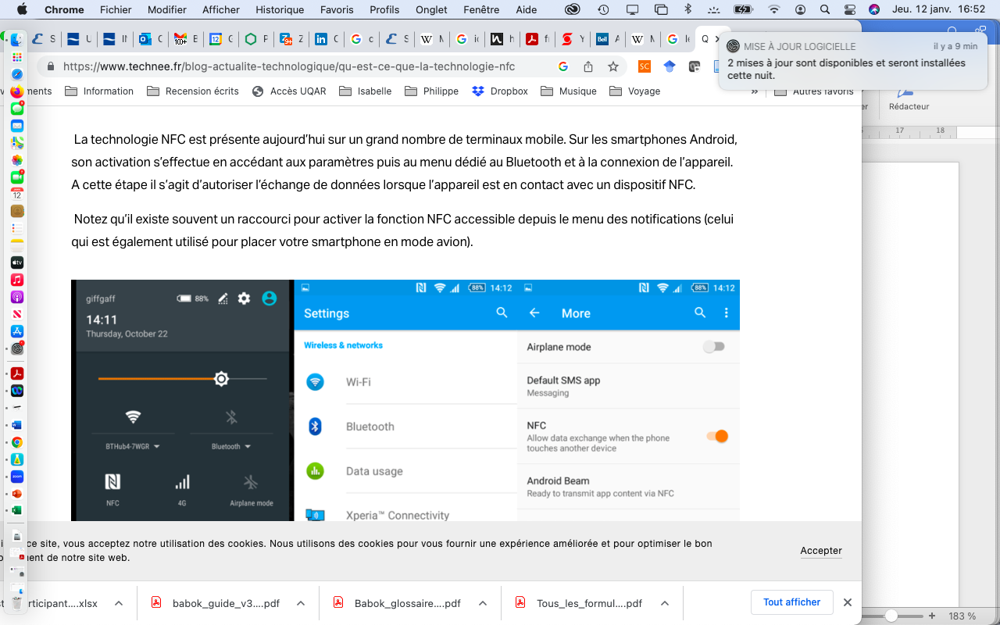 Chrome Fichier Modifier Afficher Historique Favoris Profils Onglet Fenêtre Aide Jeu. 12 janv. 16:52
MISE À JOUR LOGICIELLE il y a 9 min
2 mises à jour sont disponibles et seront installées
cette nuit.
https://www.technee.fr/blog-actualite-technologique/qu-est-ce-que-la-technologie-nfc
ments Information Recension écrits Accès UQAR Isabelle Philippe Dropbox Musique Voyage » Autres favoris
Rédacteur
17 18
La technologie NFC est présente aujourd'hui sur un grand nombre de terminaux mobile. Sur les smartphones Android,
son activation s'effectue en accédant aux paramètres puis au menu dédié au Bluetooth et à la connexion de l'appareil.
A cette étape il s'agit d'autoriser l'échange de données lorsque l'appareil est en contact avec un dispositif NFC.
Notez qu'il existe souvent un raccourci pour activer la fonction NFC accessible depuis le menu des notifications (celui
qui est également utilisé pour placer votre smartphone en mode avion).
giffgaff 88%
14:11
Thursday, October 22
BTHub4-7WGR Bluetooth
NFC 4G Airplane mode
88% 14:12
Settings
Wireless & networks
Wi-Fi
Bluetooth
Data usage
Xperia™ Connectivity
88% 14:12
More
Airplane mode
Default SMS app
Messaging
NFC
Allow data exchange when the phone
touches another device
Android Beam
Ready to transmit app content via NFC
ce site, vous acceptez notre utilisation des cookies. Nous utilisons des cookies pour vous fournir une expérience améliorée et pour optimiser le bon
ment de notre site web.
Accepter
articipant....xlsx babok_guide_v3....pdf Babok_glossaire....pdf Tous_les_formul....pdf Tout afficher
183 %